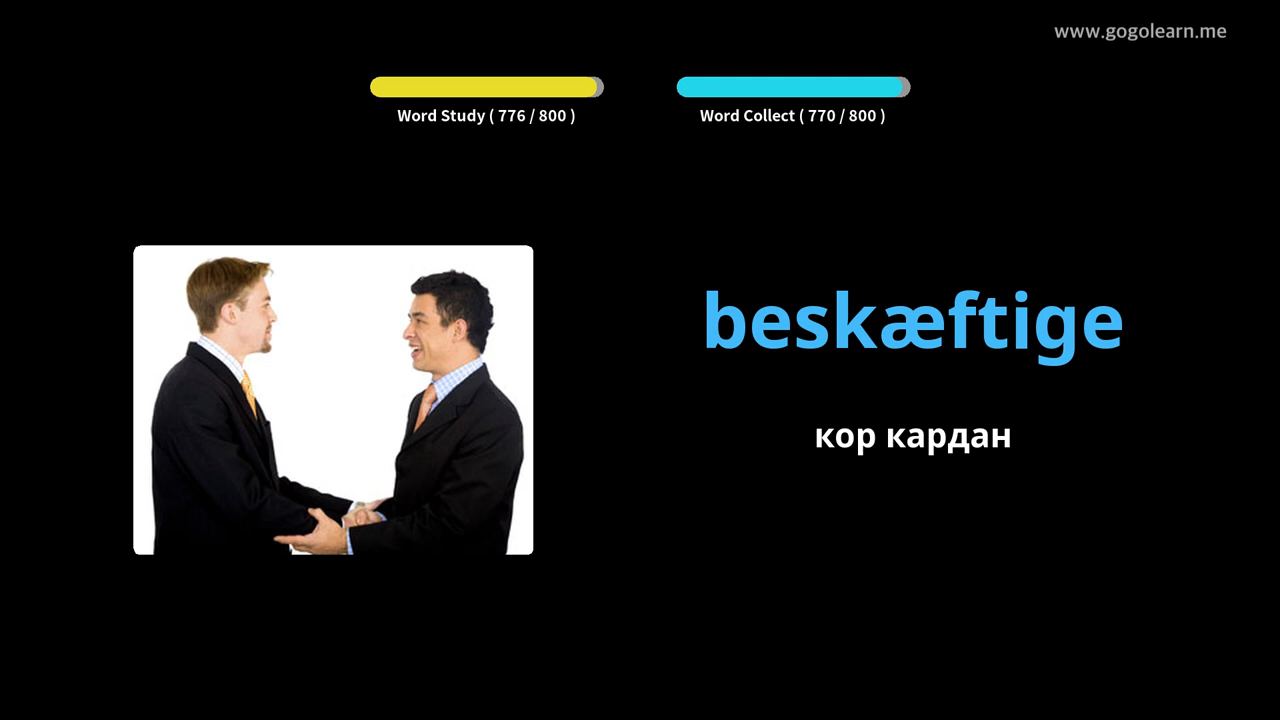 www.gogolearn.me
Word Study ( 776 / 800 )
Word Collect ( 770 / 800 )
beskæftige
кор кардан